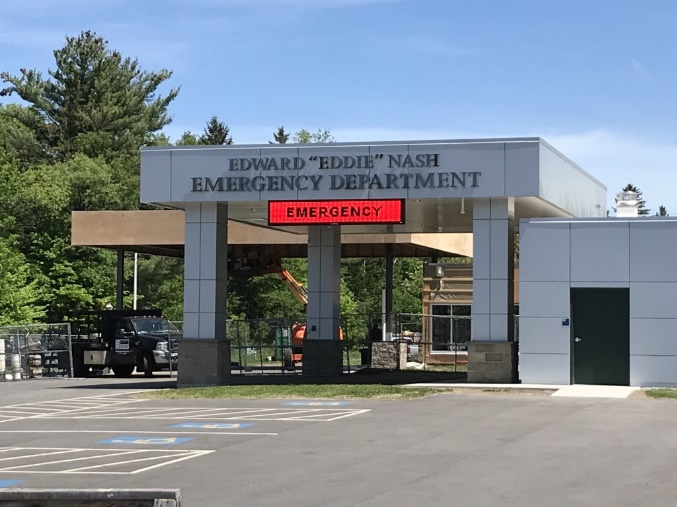 EDWARD "EDDIE" NASH
EMERGENCY DEPARTMENT
EMERGENCY